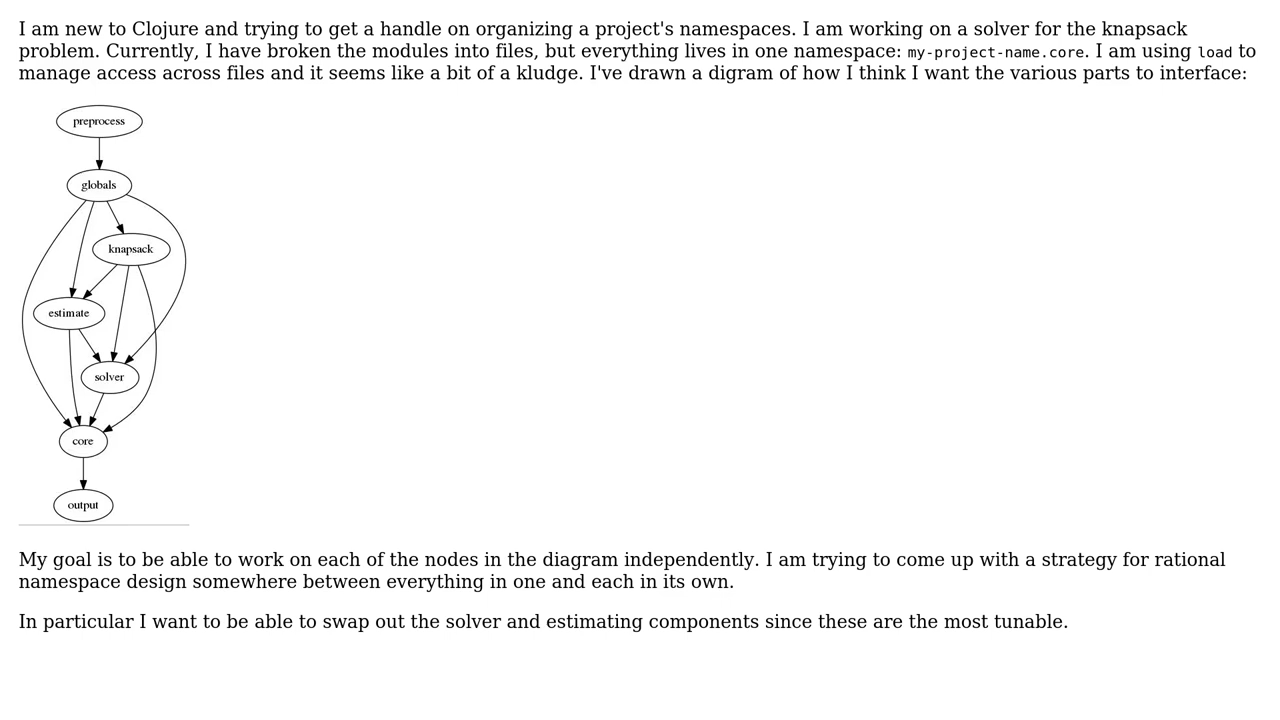 I am new to Clojure and trying to get a handle on organizing a project's namespaces. I am working on a solver for the knapsack
problem. Currently, I have broken the modules into files, but everything lives in one namespace: my-project-name.core. I am using load to
manage access across files and it seems like a bit of a kludge. I've drawn a digram of how I think I want the various parts to interface:
preprocess
globals
knapsack
estimate
solver
core
output
My goal is to be able to work on each of the nodes in the diagram independently. I am trying to come up with a strategy for rational
namespace design somewhere between everything in one and each in its own.
In particular I want to be able to swap out the solver and estimating components since these are the most tunable.